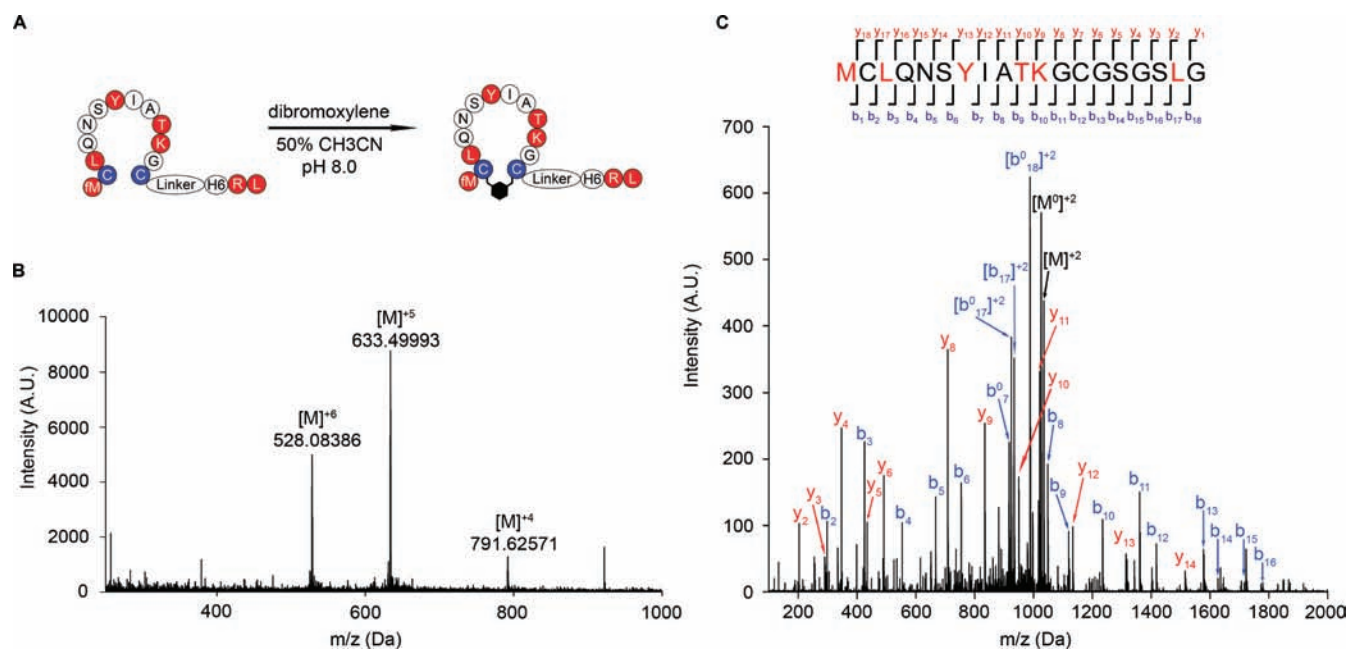 A
S Y I A T K G C N Q L C fM Linker H6 R L
dibromoxylene
50% CH3CN
pH 8.0
S Y I A T K G C N Q L C fM Linker H6 R L
B
Intensity (A.U.)
10000
8000
6000
4000
2000
0
[M]+6
528.08386
[M]+5
633.49993
[M]+4
791.62571
400 600 800 1000
m/z (Da)
C
y18 y17 y16 y15 y14 y13 y12 y11 y10 y9 y8 y7 y6 y5 y4 y3 y2 y1
MCLQNSYIATKGCGSGSLG
b1 b2 b3 b4 b5 b6 b7 b8 b9 b10 b11 b12 b13 b14 b15 b16 b17 b18
Intensity (A.U.)
700
600
500
400
300
200
100
0
[b018]+2
[M0]+2
[M]+2
[b17]+2
[b017]+2
y11
y8
y10
b07
y4
b3
y9
b8
y6
b6
y12
y3
b2
y5
b5
b9
b10
b11
y2
b4
y13
b12
b13
b14
b15
y14
b16
200 400 600 800 1000 1200 1400 1600 1800 2000
m/z (Da)